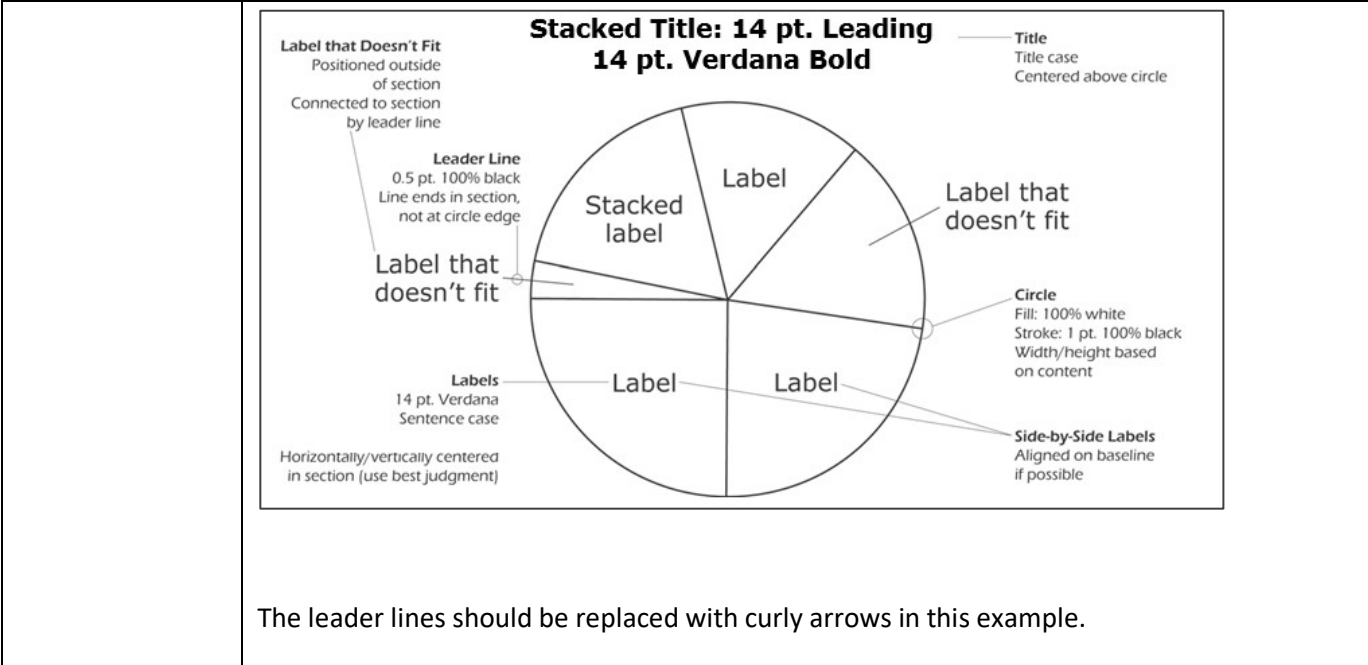 Stacked Title: 14 pt. Leading
14 pt. Verdana Bold
Title
Title case
Centered above circle
Label that Doesn't Fit
Positioned outside
of section
Connected to section
by leader line
Leader Line
0.5 pt. 100% black
Line ends in section,
not at circle edge
Label
Stacked
label
Label that
doesn't fit
Label that
doesn't fit
Circle
Fill: 100% white
Stroke: 1 pt. 100% black
Width/height based
on content
Labels
14 pt. Verdana
Sentence case
Label
Label
Horizontally/vertically centered
in section (use best judgment)
Side-by-Side Labels
Aligned on baseline
if possible
The leader lines should be replaced with curly arrows in this example.